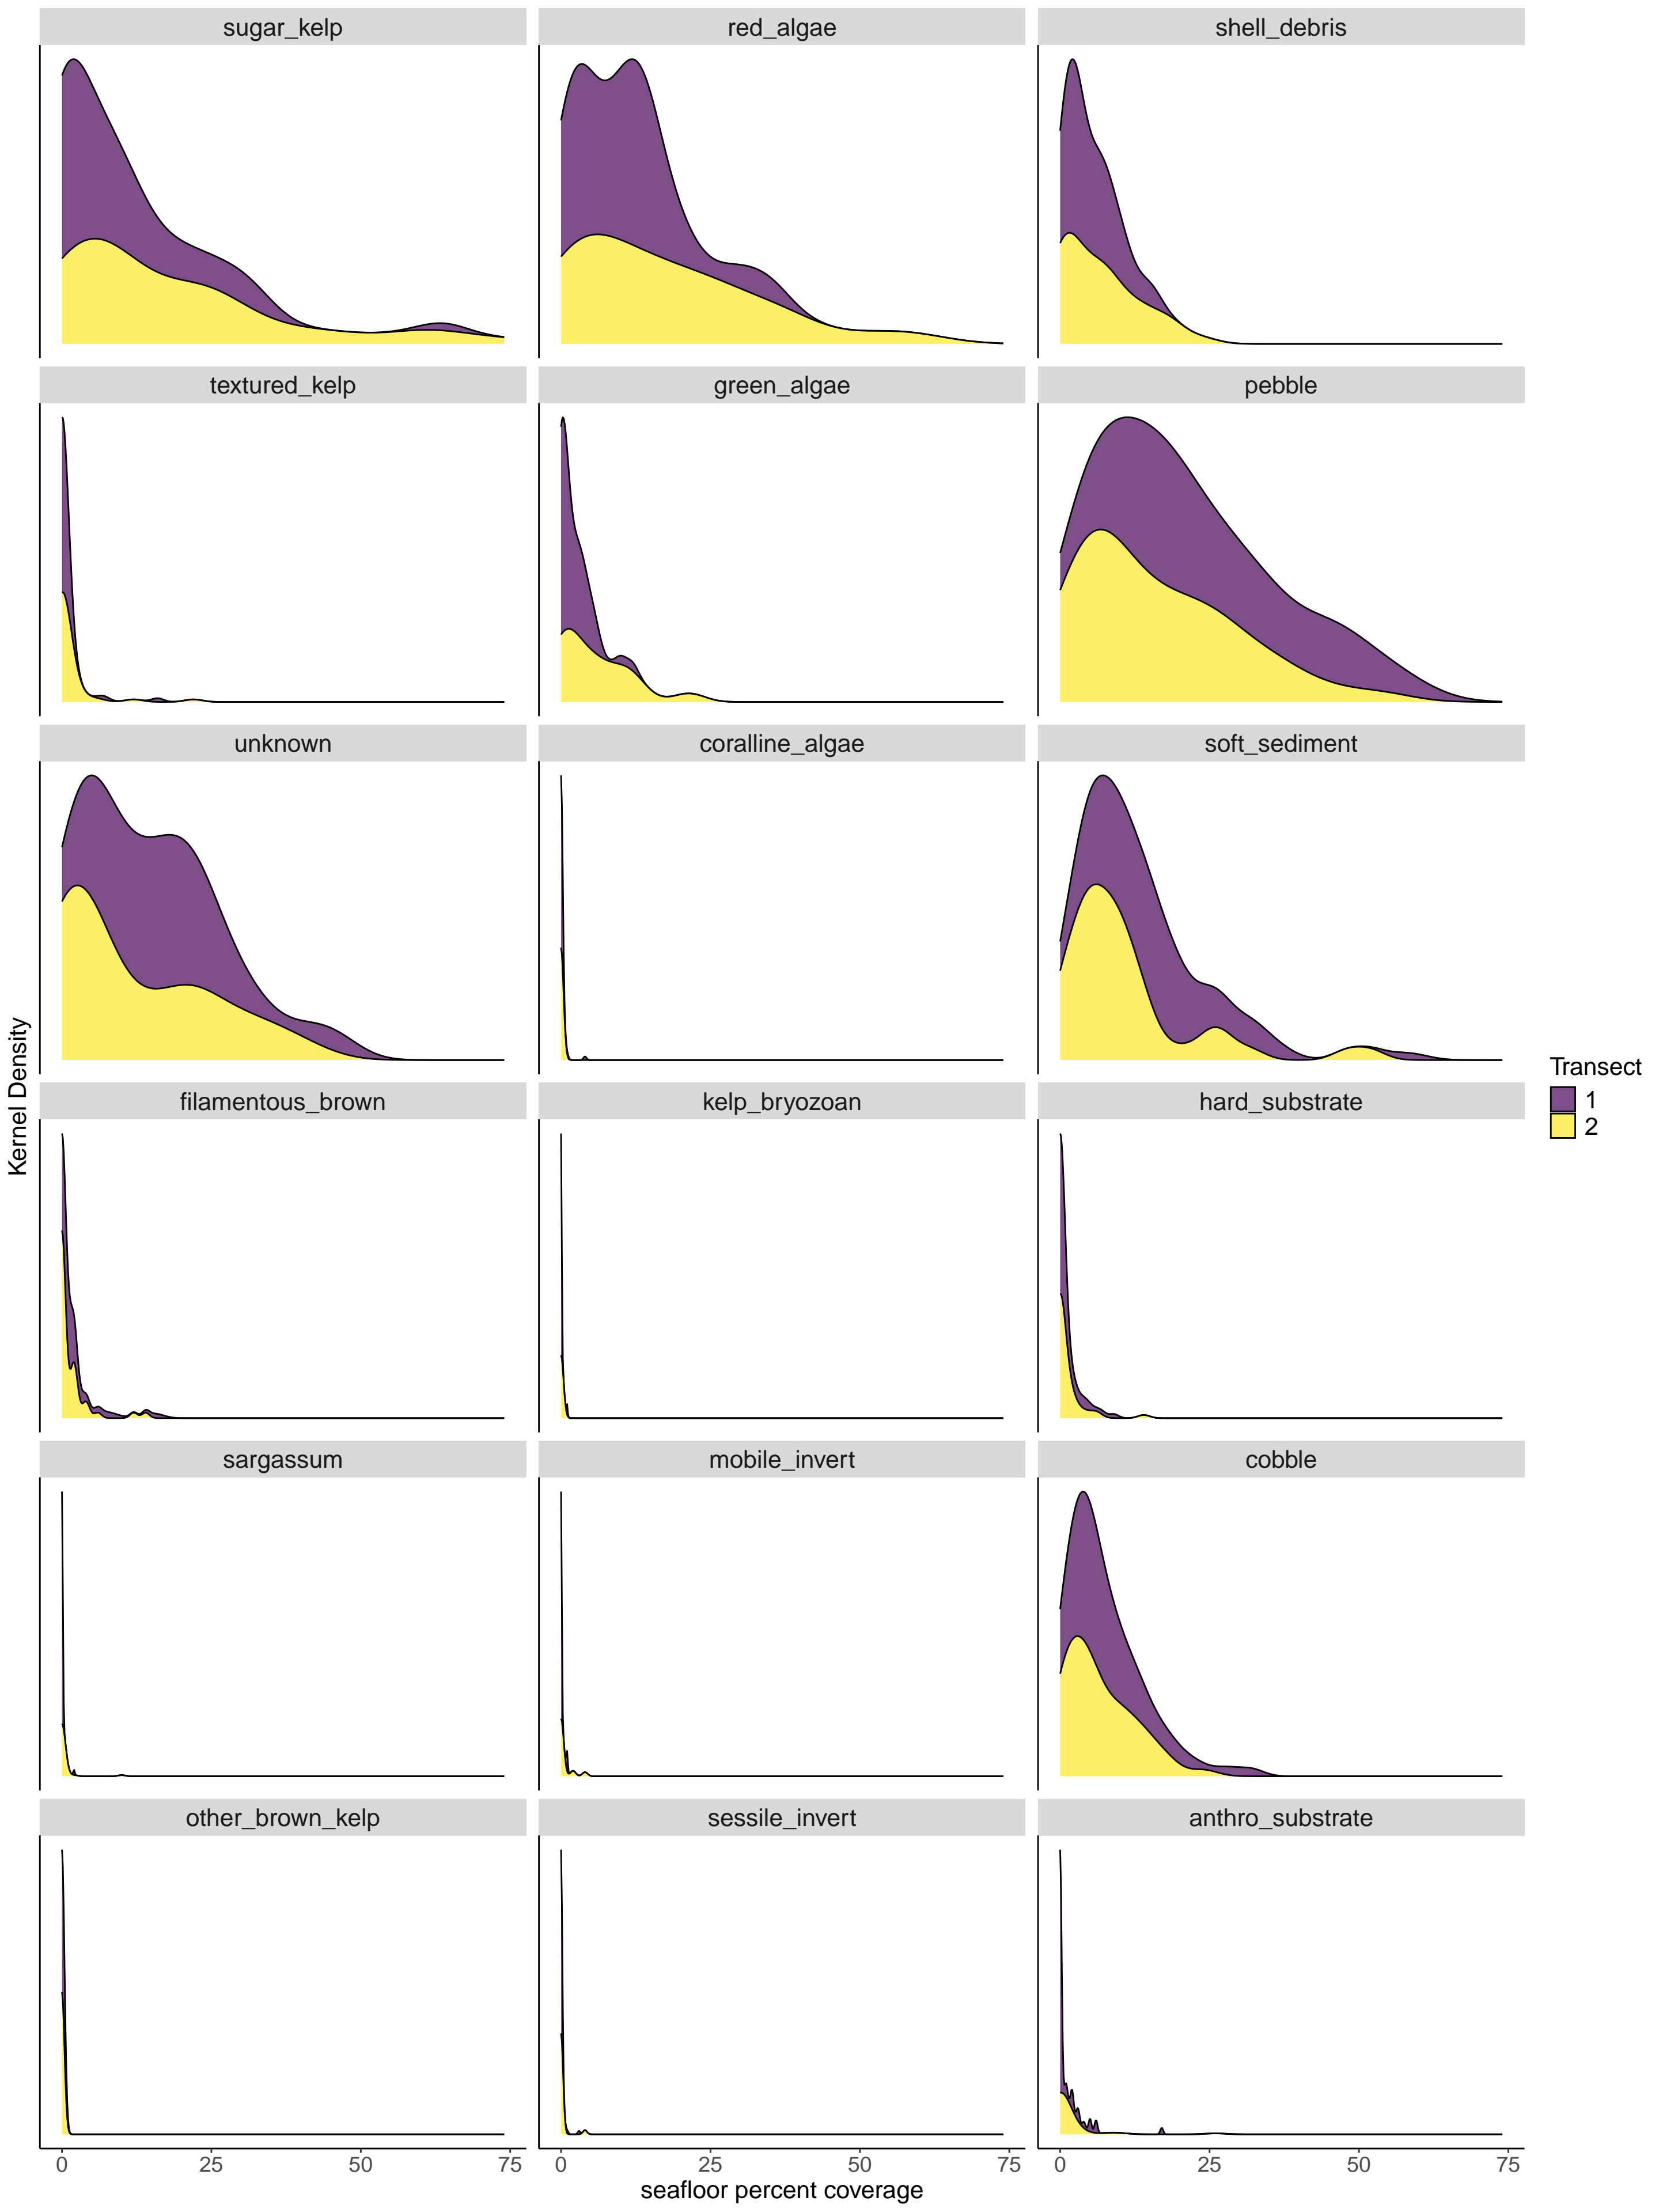 sugar_kelp
red_algae
shell_debris
textured_kelp
green_algae
pebble
unknown
coralline_algae
soft_sediment
filamentous_brown
kelp_bryozoan
hard_substrate
sargassum
mobile_invert
cobble
other_brown_kelp
sessile_invert
anthro_substrate
Kernel Density
0 25 50 75
0 25 50 75
0 25 50 75
seafloor percent coverage
Transect
1
2